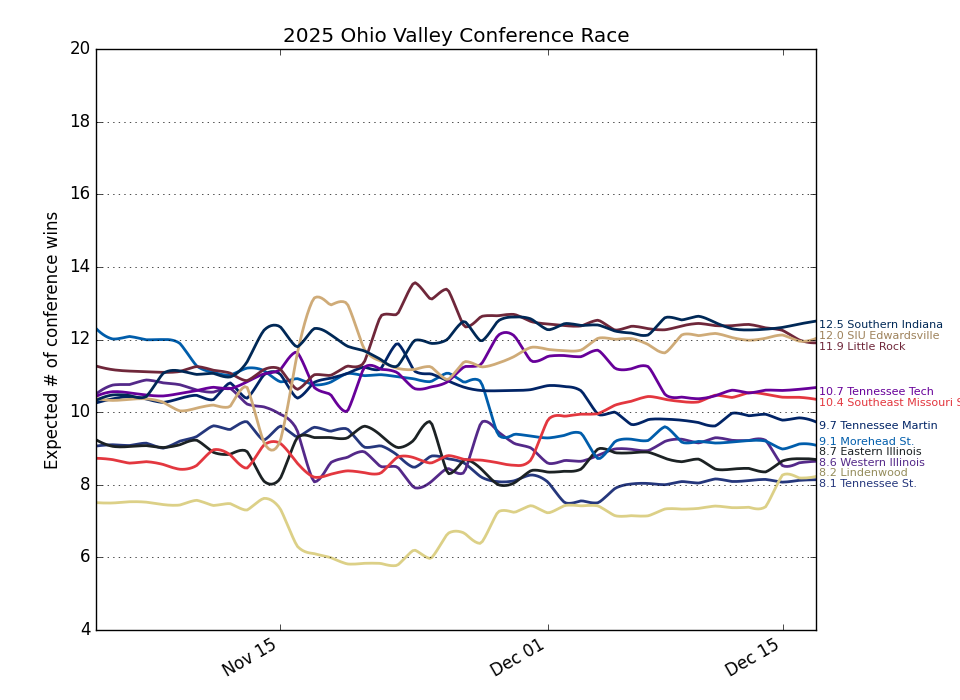 2025 Ohio Valley Conference Race
Expected # of conference wins
20
18
16
14
12
10
8
6
4
Nov 15
Dec 01
Dec 15
12.5 Southern Indiana
12.0 SIU Edwardsville
11.9 Little Rock
10.7 Tennessee Tech
10.4 Southeast Missouri S
9.7 Tennessee Martin
9.1 Morehead St.
8.7 Eastern Illinois
8.6 Western Illinois
8.2 Lindenwood
8.1 Tennessee St.